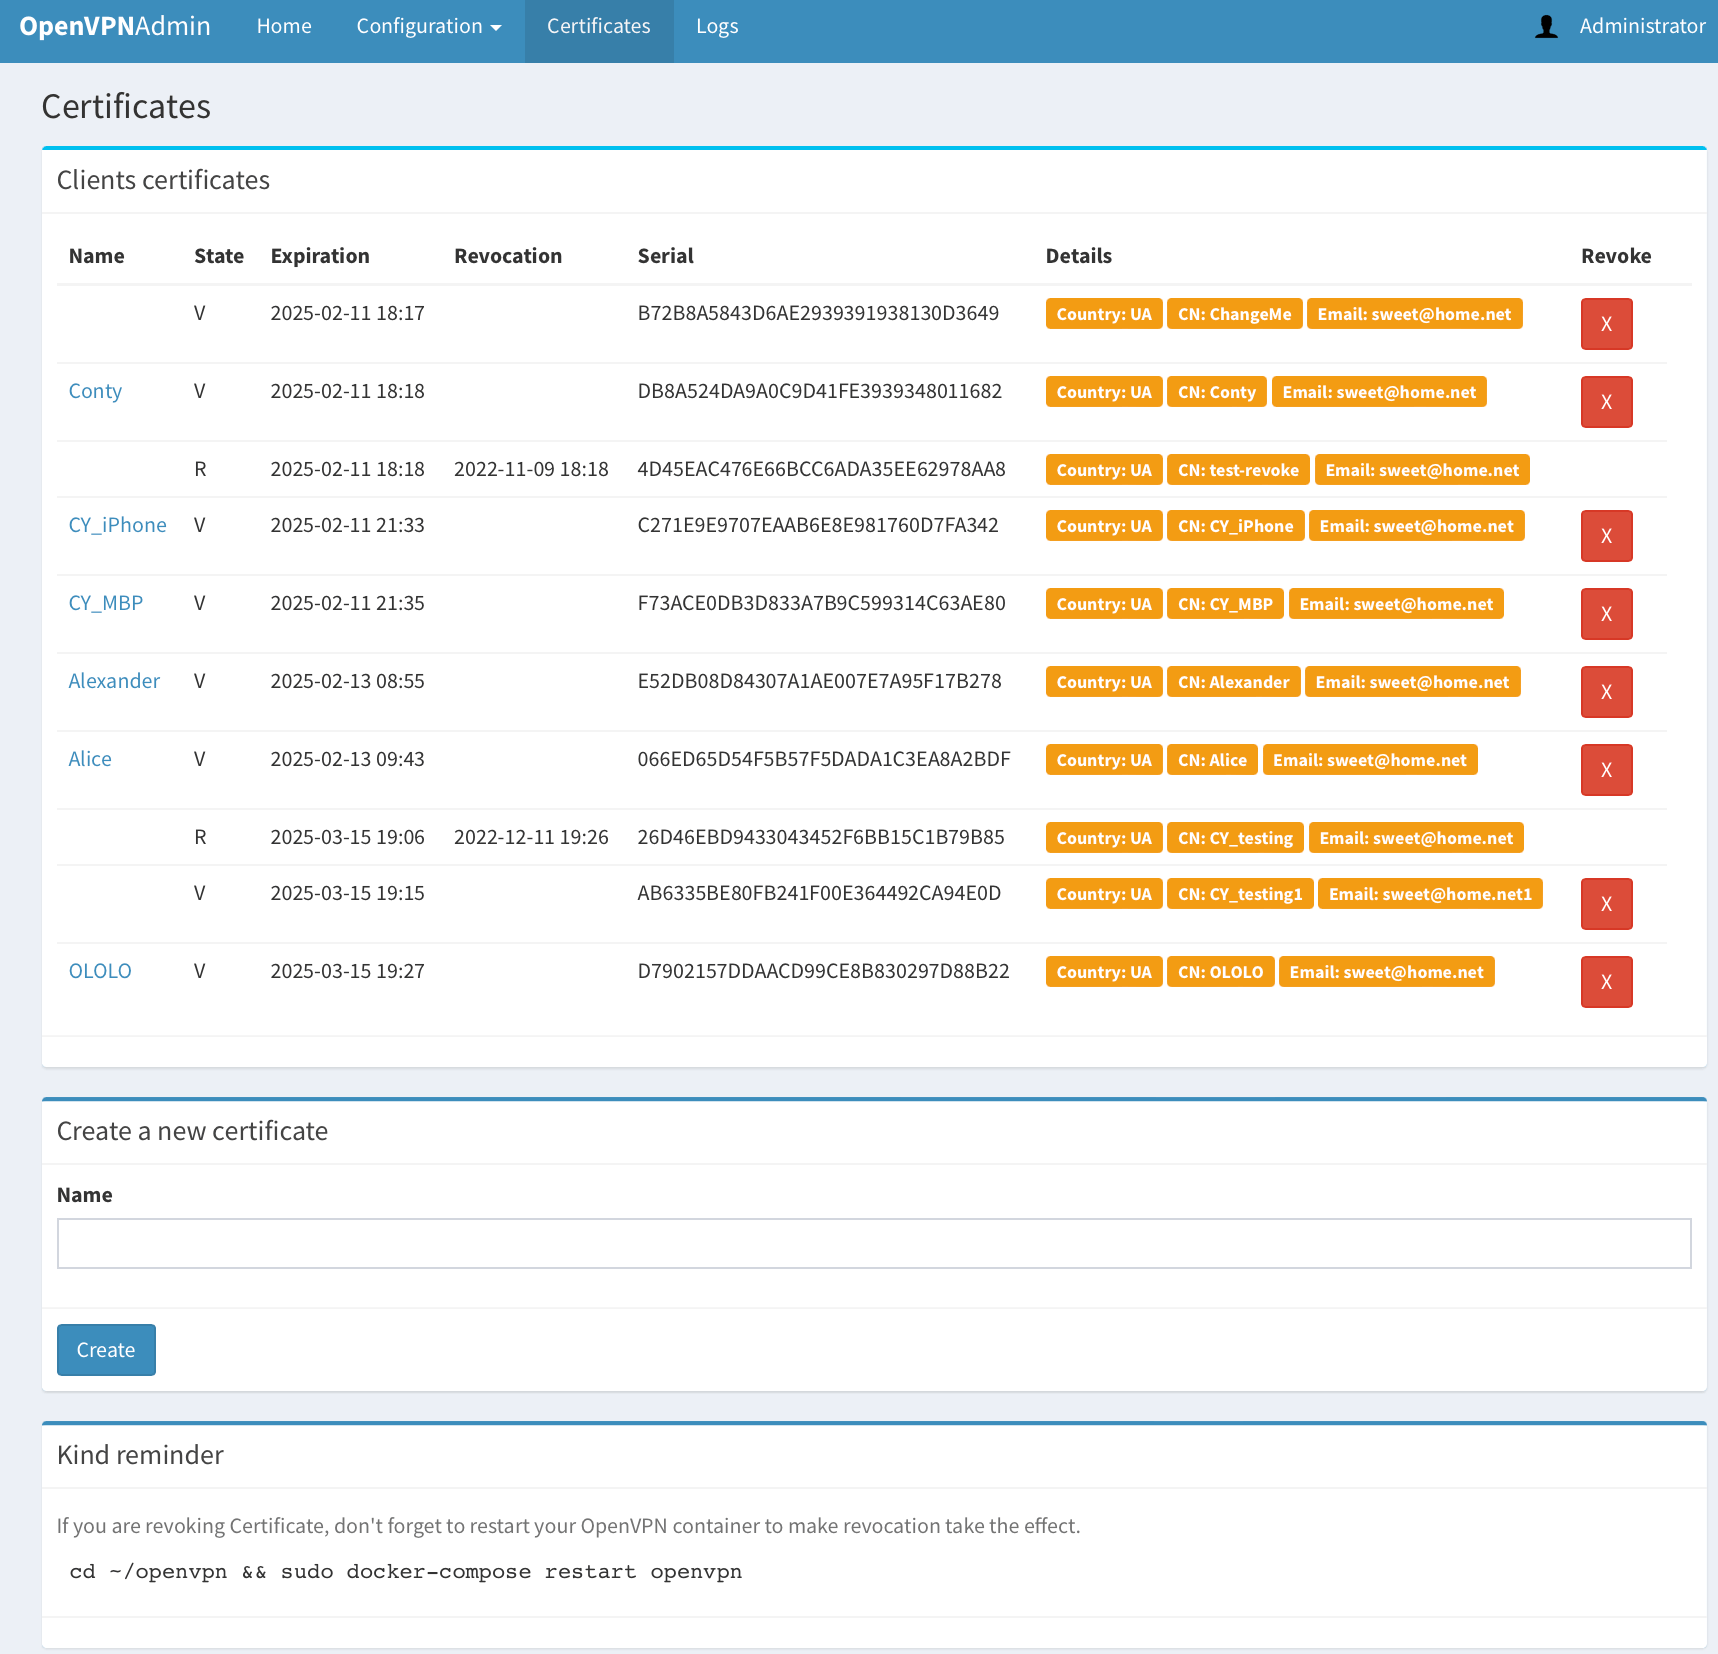 OpenVPNAdmin Home Configuration Certificates Logs Administrator
Certificates
Clients certificates
Name State Expiration Revocation Serial Details Revoke
V 2025-02-11 18:17 B72B8A5843D6AE2939391938130D3649 Country: UA CN: ChangeMe Email: sweet@home.net X
Conty V 2025-02-11 18:18 DB8A524DA9A0C9D41FE3939348011682 Country: UA CN: Conty Email: sweet@home.net X
R 2025-02-11 18:18 2022-11-09 18:18 4D45EAC476E66BCC6ADA35EE62978AA8 Country: UA CN: test-revoke Email: sweet@home.net
CY_iPhone V 2025-02-11 21:33 C271E9E9707EAAB6E8E981760D7FA342 Country: UA CN: CY_iPhone Email: sweet@home.net X
CY_MBP V 2025-02-11 21:35 F73ACE0DB3D833A7B9C599314C63AE80 Country: UA CN: CY_MBP Email: sweet@home.net X
Alexander V 2025-02-13 08:55 E52DB08D84307A1AE007E7A95F17B278 Country: UA CN: Alexander Email: sweet@home.net X
Alice V 2025-02-13 09:43 066ED65D54F5B57F5DADA1C3EA8A2BDF Country: UA CN: Alice Email: sweet@home.net X
R 2025-03-15 19:06 2022-12-11 19:26 26D46EBD9433043452F6BB15C1B79B85 Country: UA CN: CY_testing Email: sweet@home.net
V 2025-03-15 19:15 AB6335BE80FB241F00E364492CA94E0D Country: UA CN: CY_testing1 Email: sweet@home.net1 X
OLOLO V 2025-03-15 19:27 D7902157DDAACD99CE8B830297D88B22 Country: UA CN: OLOLO Email: sweet@home.net X
Create a new certificate
Name
Create
Kind reminder
If you are revoking Certificate, don't forget to restart your OpenVPN container to make revocation take the effect.
cd ~/openvpn && sudo docker-compose restart openvpn